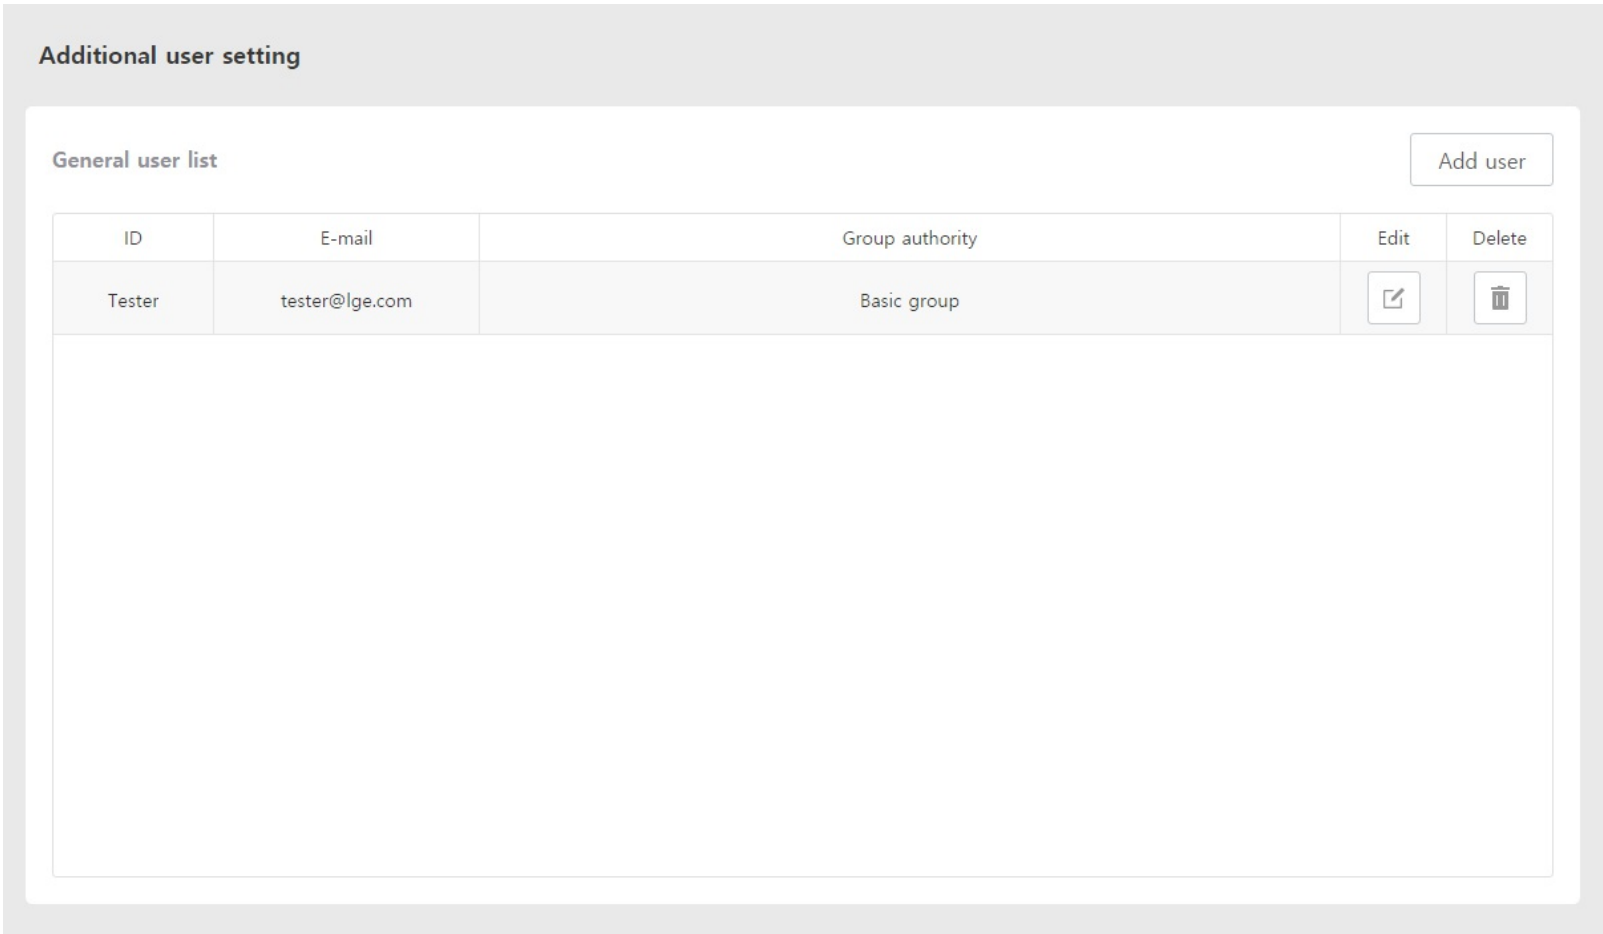 Additional user setting
General user list
Add user
ID E-mail Group authority Edit Delete
Tester tester@lge.com Basic group